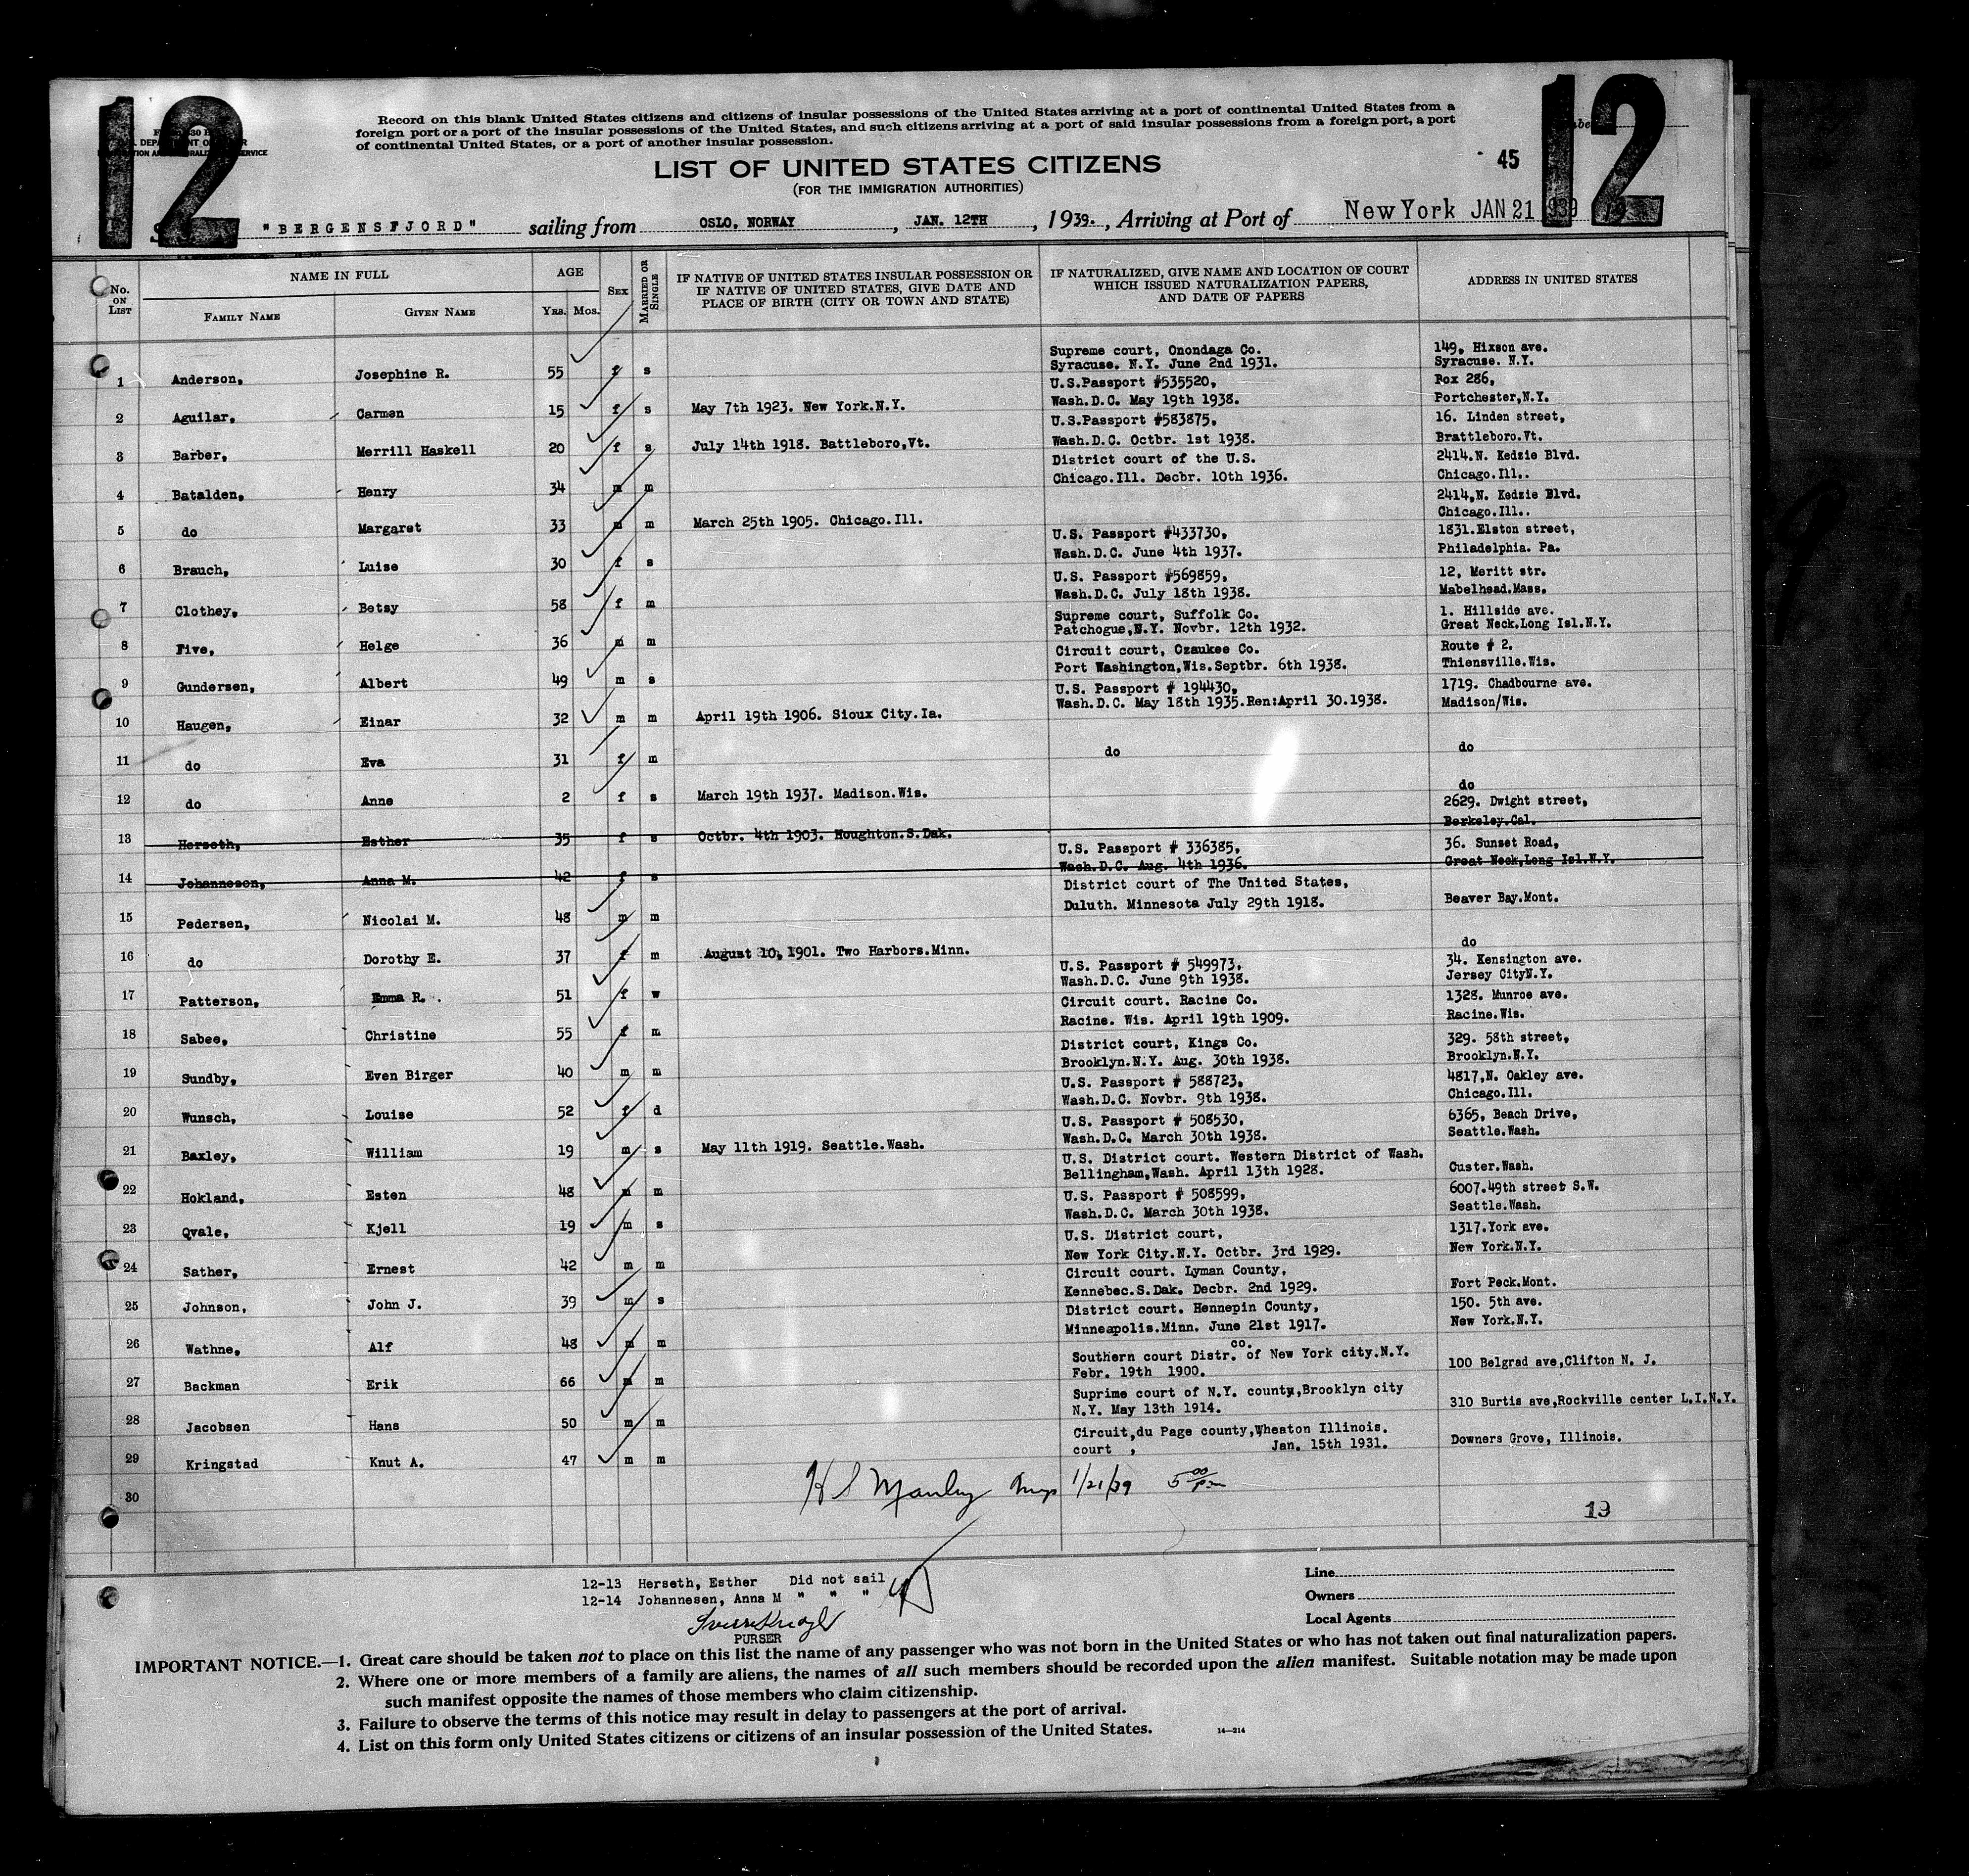 12
12
Record on this blank United States citizens and citizens of insular possessions of the United States arriving at a port of continental United States from a
foreign port or a port of the insular possessions of the United States, and such citizens arriving at a port of said insular possessions from a foreign port, a port
of continental United States, or a port of another insular possession.
LIST OF UNITED STATES CITIZENS
(FOR THE IMMIGRATION AUTHORITIES)
45
"BERGENSFJORD" sailing from OSLO, NORWAY, JAN. 12TH, 1939., Arriving at Port of New York JAN 21 1939
No. ON LIST
NAME IN FULL
FAMILY NAME
GIVEN NAME
AGE
YRS. MOS.
SEX
MARRIED OR SINGLE
IF NATIVE OF UNITED STATES INSULAR POSSESSION OR
IF NATIVE OF UNITED STATES, GIVE DATE AND
PLACE OF BIRTH (CITY OR TOWN AND STATE)
IF NATURALIZED, GIVE NAME AND LOCATION OF COURT
WHICH ISSUED NATURALIZATION PAPERS,
AND DATE OF PAPERS
ADDRESS IN UNITED STATES
Supreme court, Onondaga Co. 149, Hixson ave.
1 Anderson, Josephine R. 55 f s Syracuse. N.Y. June 2nd 1931. Syracuse. N.Y.
U.S.Passport #535520, Box 286,
2 Aguilar, Carmen 15 f s May 7th 1923. New York.N.Y. Wash.D.C. May 19th 1938. Portchester,N.Y.
U.S.Passport #583875, 16. Linden street,
3 Barber, Merrill Haskell 20 f s July 14th 1918. Battleboro,Vt. Wash.D.C. Octbr. 1st 1938. Brattleboro.Vt.
District court of the U.S. 2414.N. Kedzie Blvd.
4 Batalden, Henry 34 m m Chicago.Ill. Decbr. 10th 1936. Chicago.Ill..
2414,N. Kedzie Blvd.
5 do Margaret 33 m m March 25th 1905. Chicago.Ill. Chicago.Ill..
U.S. Passport #433730, 1831.Elston street,
6 Brauch, Luise 30 f s Wash.D.C. June 4th 1937. Philadelphia. Pa.
U.S. Passport #569859, 12, Meritt str.
7 Clothey, Betsy 58 f m Wash.D.C. July 18th 1938. Mabelhead.Mass.
Supreme court, Suffolk Co. 1. Hillside ave.
8 Five, Helge 36 m m Patchogue,N.Y. Novbr. 12th 1932. Great Neck.Long Isl.N.Y.
Circuit court, Ozaukee Co. Route # 2.
9 Gundersen, Albert 49 m s Port Washington,Wis.Septbr. 6th 1938. Thiensville.Wis.
U.S. Passport # 194430, 1719. Chadbourne ave.
10 Haugen, Einar 32 m m April 19th 1906. Sioux City.Ia. Wash.D.C. May 18th 1935.Ren:April 30.1938. Madison/Wis.
11 do Eva 31 f m do do
12 do Anne 2 f s March 19th 1937. Madison.Wis. do
2629. Dwight street,
13 Herseth, Esther 35 f s Octbr. 4th 1903. Houghton.S.Dak. Berkeley.Cal.
U.S. Passport # 336385, 36. Sunset Road,
14 Johannesen, Anna M. 42 f s Wash.D.C. Aug. 4th 1936. Great Neck,Long Isl.N.Y.
District court of The United States,
15 Pedersen, Nicolai M. 48 m m Duluth. Minnesota July 29th 1918. Beaver Bay.Mont.
16 do Dorothy E. 37 f m August 10, 1901. Two Harbors.Minn. do
U.S. Passport # 549973, 34. Kensington ave.
17 Patterson, Emma R. 51 f w Wash.D.C. June 9th 1938. Jersey CityN.Y.
Circuit court. Racine Co. 1328. Munroe ave.
18 Sabee, Christine 55 f m Racine. Wis. April 19th 1909. Racine.Wis.
District court, Kings Co. 329. 58th street,
19 Sundby, Even Birger 40 m m Brooklyn.N.Y. Aug. 30th 1938. Brooklyn.N.Y.
U.S. Passport # 588723, 4817,N. Oakley ave.
20 Wunsch, Louise 52 f d Wash.D.C. Novbr. 9th 1938. Chicago.Ill.
U.S. Passport # 508530, 6365, Beach Drive,
21 Baxley, William 19 m s May 11th 1919. Seattle.Wash. Wash.D.C. March 30th 1938. Seattle.Wash.
U.S. District court. Western District of Wash.
22 Hokland, Esten 48 m m Bellingham,Wash. April 13th 1928. Custer.Wash.
U.S. Passport # 508599, 6007.49th street S.W.
23 Qvale, Kjell 19 m s Wash.D.C. March 30th 1938. Seattle.Wash.
U.S. District court, 1317.York ave.
24 Sather, Ernest 42 m m New York City.N.Y. Octbr. 3rd 1929. New York.N.Y.
Circuit court. Lyman County,
25 Johnson, John J. 39 m s Kennebec.S.Dak. Decbr. 2nd 1929. Fort Peck.Mont.
District court. Hennepin County, 150. 5th ave.
26 Wathne, Alf 48 m m Minneapolis.Minn. June 21st 1917. New York.N.Y.
co.
Southern court Distr. of New York city.N.Y.
27 Backman Erik 66 m m Febr. 19th 1900. 100 Belgrad ave,Clifton N. J.
Suprime court of N.Y. county,Brooklyn city
28 Jacobsen Hans 50 m m N.Y. May 13th 1914. 310 Burtis ave,Rockville center L.I.N.Y.
Circuit,du Page county,Wheaton Illinois.
29 Kringstad Knut A. 47 m m court , Jan. 15th 1931. Downers Grove, Illinois.
30
H S Manley Insp 1/21/39 5 00 pm
19
12-13 Herseth, Esther Did not sail
12-14 Johannesen, Anna M " " "
PURSER
Line
Owners
Local Agents
IMPORTANT NOTICE.—1. Great care should be taken not to place on this list the name of any passenger who was not born in the United States or who has not taken out final naturalization papers.
2. Where one or more members of a family are aliens, the names of all such members should be recorded upon the alien manifest. Suitable notation may be made upon
such manifest opposite the names of those members who claim citizenship.
3. Failure to observe the terms of this notice may result in delay to passengers at the port of arrival.
4. List on this form only United States citizens or citizens of an insular possession of the United States.
14—214